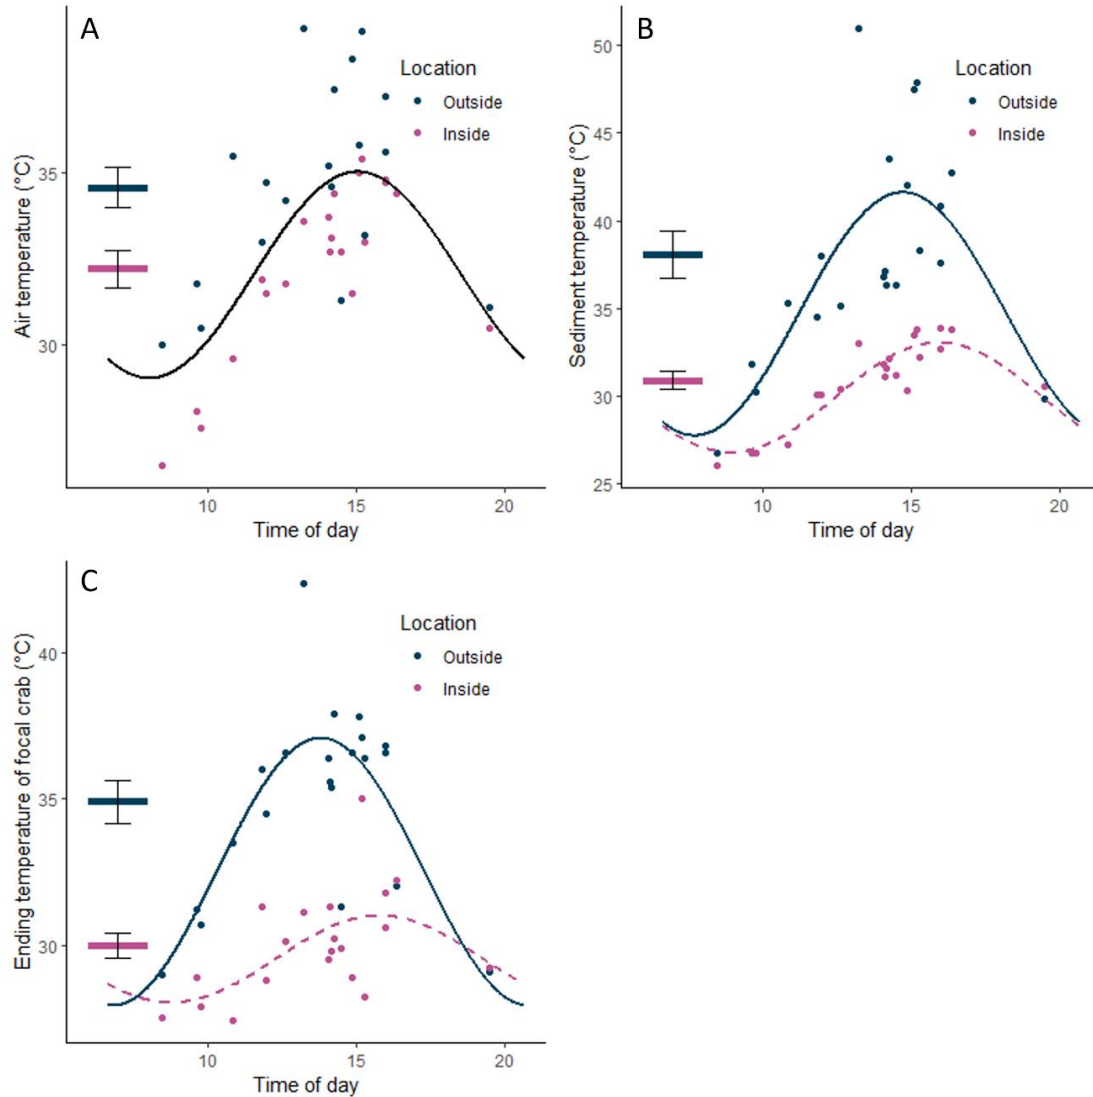 A
Location
Outside
Inside
Air temperature (°C)
35
30
10 15 20
Time of day
B
Location
Outside
Inside
Sediment temperature (°C)
50
45
40
35
30
25
10 15 20
Time of day
C
Location
Outside
Inside
Ending temperature of focal crab (°C)
40
35
30
10 15 20
Time of day